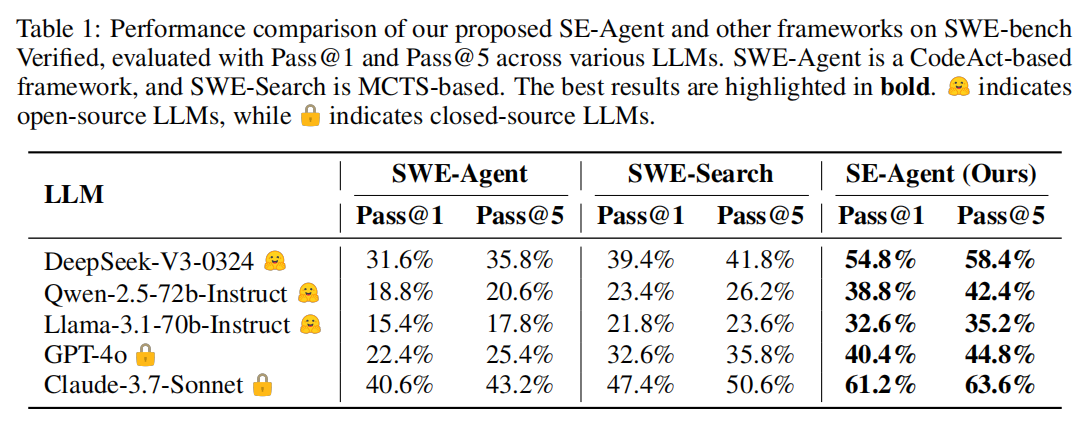 Table 1: Performance comparison of our proposed SE-Agent and other frameworks on SWE-bench
Verified, evaluated with Pass@1 and Pass@5 across various LLMs. SWE-Agent is a CodeAct-based
framework, and SWE-Search is MCTS-based. The best results are highlighted in bold. 🤗 indicates
open-source LLMs, while 🔒 indicates closed-source LLMs.
LLM SWE-Agent SWE-Search SE-Agent (Ours)
Pass@1 Pass@5 Pass@1 Pass@5 Pass@1 Pass@5
DeepSeek-V3-0324 🤗 31.6% 35.8% 39.4% 41.8% 54.8% 58.4%
Qwen-2.5-72b-Instruct 🤗 18.8% 20.6% 23.4% 26.2% 38.8% 42.4%
Llama-3.1-70b-Instruct 🤗 15.4% 17.8% 21.8% 23.6% 32.6% 35.2%
GPT-4o 🔒 22.4% 25.4% 32.6% 35.8% 40.4% 44.8%
Claude-3.7-Sonnet 🔒 40.6% 43.2% 47.4% 50.6% 61.2% 63.6%